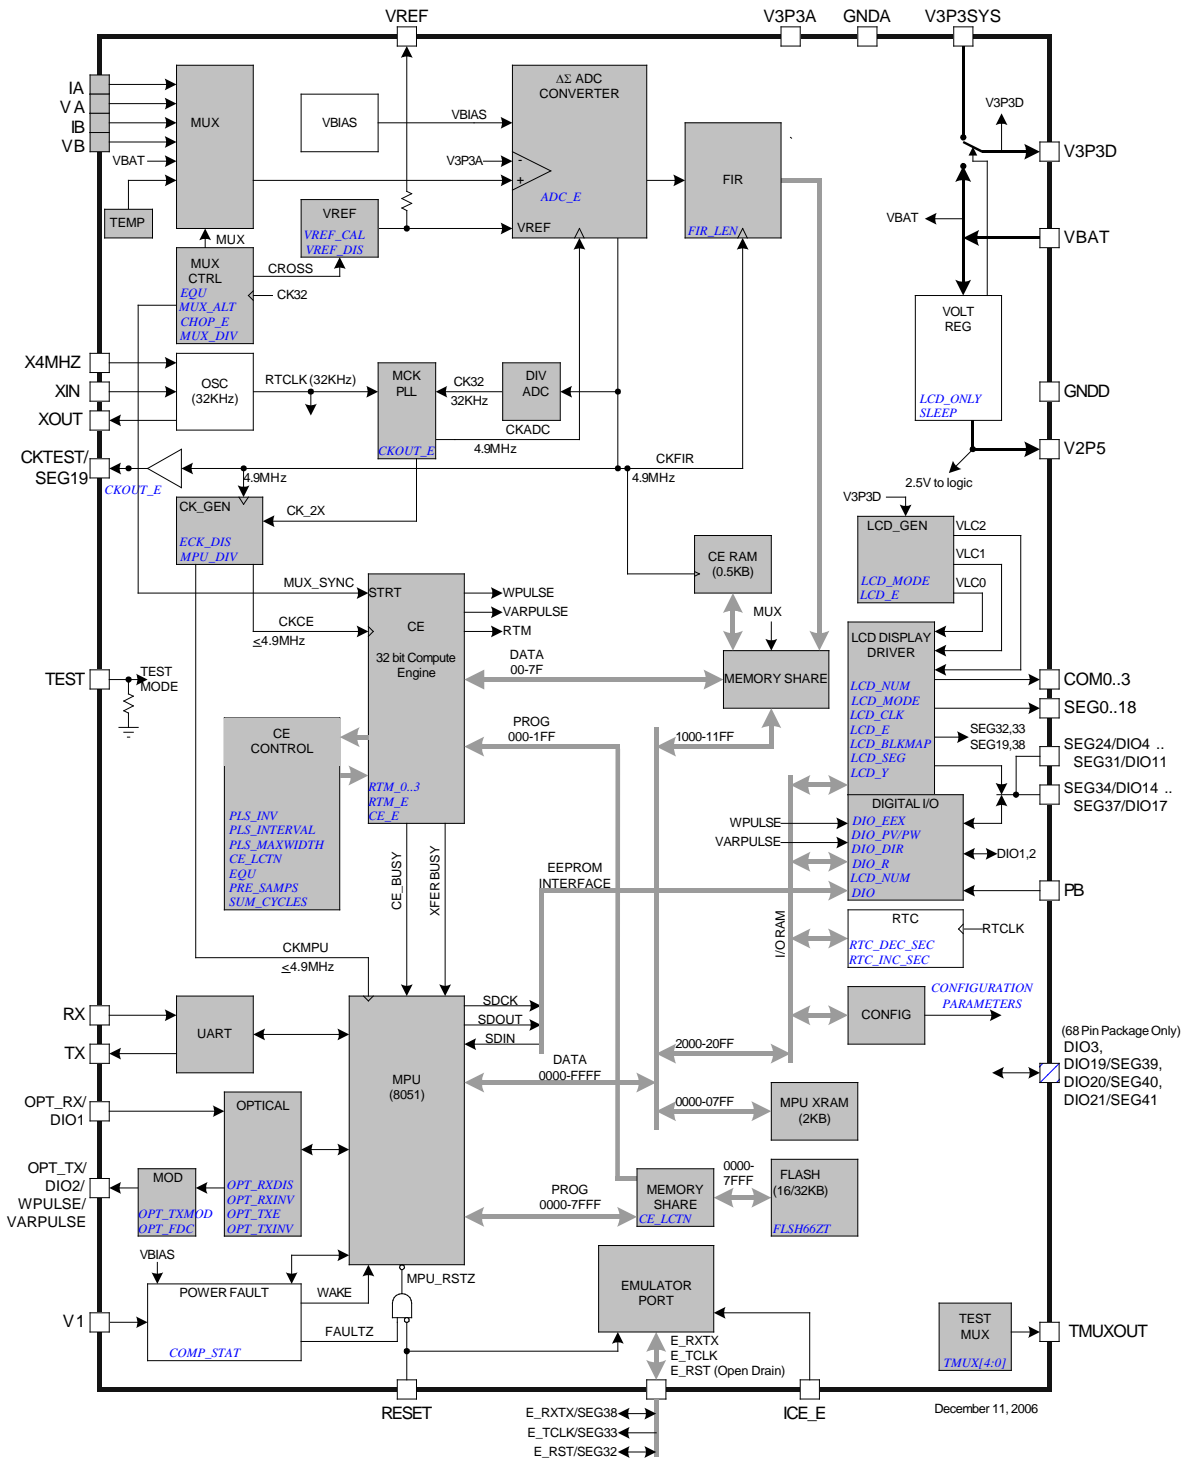 VREF
V3P3A
GNDA
V3P3SYS
IA
VA
IB
VB
VBAT
TEMP
MUX
VBIAS
VBIAS
ΔΣ ADC
CONVERTER
V3P3A
-
+
ADC_E
VREF
FIR
FIR_LEN
V3P3D
V3P3D
VBAT
VBAT
VREF
VREF_CAL
VREF_DIS
MUX
MUX
CTRL
EQU
MUX_ALT
CHOP_E
MUX_DIV
CROSS
CK32
VOLT
REG
LCD_ONLY
SLEEP
X4MHZ
XIN
XOUT
OSC
(32KHz)
RTCLK (32KHz)
MCK
PLL
CKOUT_E
CK32
32KHz
DIV
ADC
CKADC
4.9MHz
GNDD
V2P5
2.5V to logic
CKTEST/
SEG19
CKOUT_E
4.9MHz
CKFIR
4.9MHz
CK_GEN
ECK_DIS
MPU_DIV
CK_2X
V3P3D
LCD_GEN
LCD_MODE
LCD_E
VLC2
VLC1
VLC0
CE RAM
(0.5KB)
MUX_SYNC
CKCE
≤4.9MHz
STRT
CE
32 bit Compute
Engine
RTM_0..3
RTM_E
CE_E
WPULSE
VARPULSE
RTM
DATA
00-7F
MUX
MEMORY SHARE
LCD DISPLAY
DRIVER
LCD_NUM
LCD_MODE
LCD_CLK
LCD_E
LCD_BLKMAP
LCD_SEG
LCD_Y
TEST
TEST
MODE
COM0..3
SEG0..18
SEG32,33
SEG19,38
SEG24/DIO4 ..
SEG31/DIO11
SEG34/DIO14 ..
SEG37/DIO17
CE
CONTROL
PLS_INV
PLS_INTERVAL
PLS_MAXWIDTH
CE_LCTN
EQU
PRE_SAMPS
SUM_CYCLES
PROG
000-1FF
1000-11FF
WPULSE
VARPULSE
DIGITAL I/O
DIO_EEX
DIO_PV/PW
DIO_DIR
DIO_R
LCD_NUM
DIO
DIO1,2
PB
CE_BUSY
XFER BUSY
EEPROM
INTERFACE
I/O RAM
RTC
RTC_DEC_SEC
RTC_INC_SEC
RTCLK
CKMPU
≤4.9MHz
CONFIG
CONFIGURATION
PARAMETERS
RX
TX
UART
SDCK
SDOUT
SDIN
MPU
(8051)
DATA
0000-FFFF
2000-20FF
(68 Pin Package Only)
DIO3,
DIO19/SEG39,
DIO20/SEG40,
DIO21/SEG41
0000-07FF
MPU XRAM
(2KB)
OPT_RX/
DIO1
OPTICAL
OPT_RXDIS
OPT_RXINV
OPT_TXE
OPT_TXINV
OPT_TX/
DIO2/
WPULSE/
VARPULSE
MOD
OPT_TXMOD
OPT_FDC
PROG
0000-7FFF
MEMORY
SHARE
CE_LCTN
0000-
7FFF
FLASH
(16/32KB)
FLSH66ZT
VBIAS
POWER FAULT
COMP_STAT
WAKE
FAULTZ
MPU_RSTZ
V1
EMULATOR
PORT
E_RXTX
E_TCLK
E_RST (Open Drain)
TEST
MUX
TMUX[4:0]
TMUXOUT
RESET
ICE_E
E_RXTX/SEG38
E_TCLK/SEG33
E_RST/SEG32
December 11, 2006